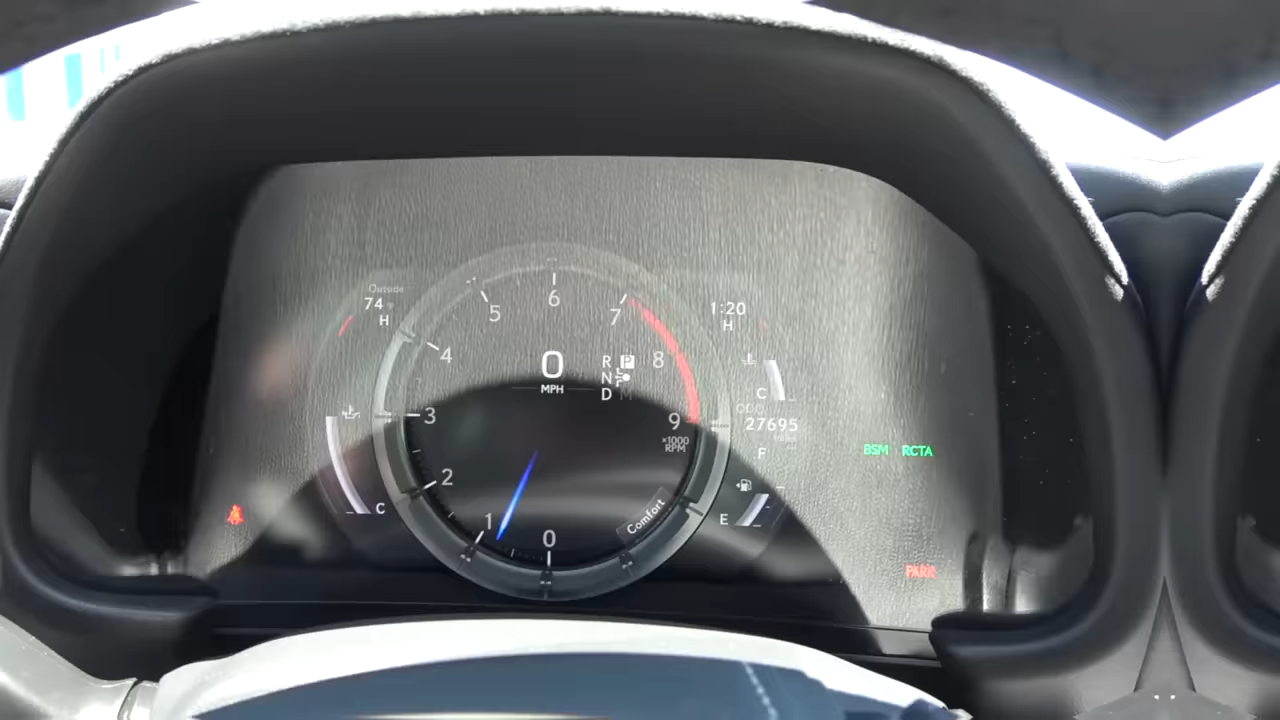 Outside
74 °F
H
C
0
1
2
3
4
5
6
7
8
9
×1000
RPM
0
MPH
R P
N
D M
Comfort
1:20
H
C
ODO
27695
miles
F
E
BSM RCTA
PARK